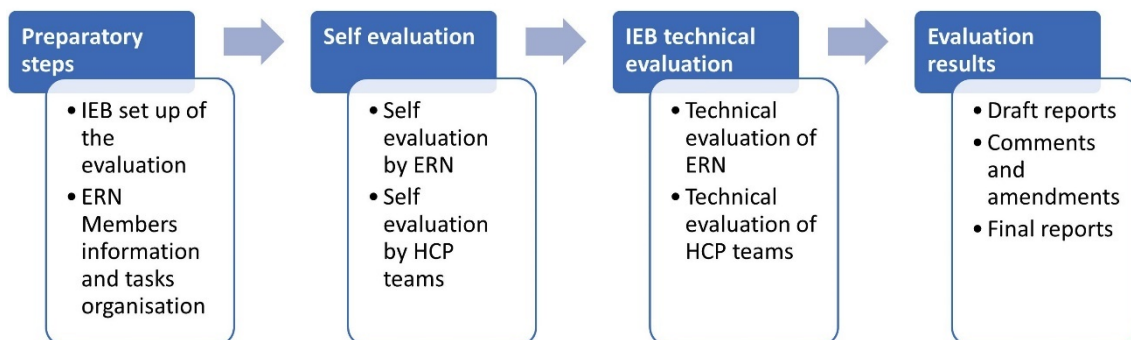 Preparatory
steps
• IEB set up of
the
evaluation
• ERN
Members
information
and tasks
organisation
Self evaluation
• Self
evaluation
by ERN
• Self
evaluation
by HCP
teams
IEB technical
evaluation
• Technical
evaluation of
ERN
• Technical
evaluation of
HCP teams
Evaluation
results
• Draft reports
• Comments
and
amendments
• Final reports